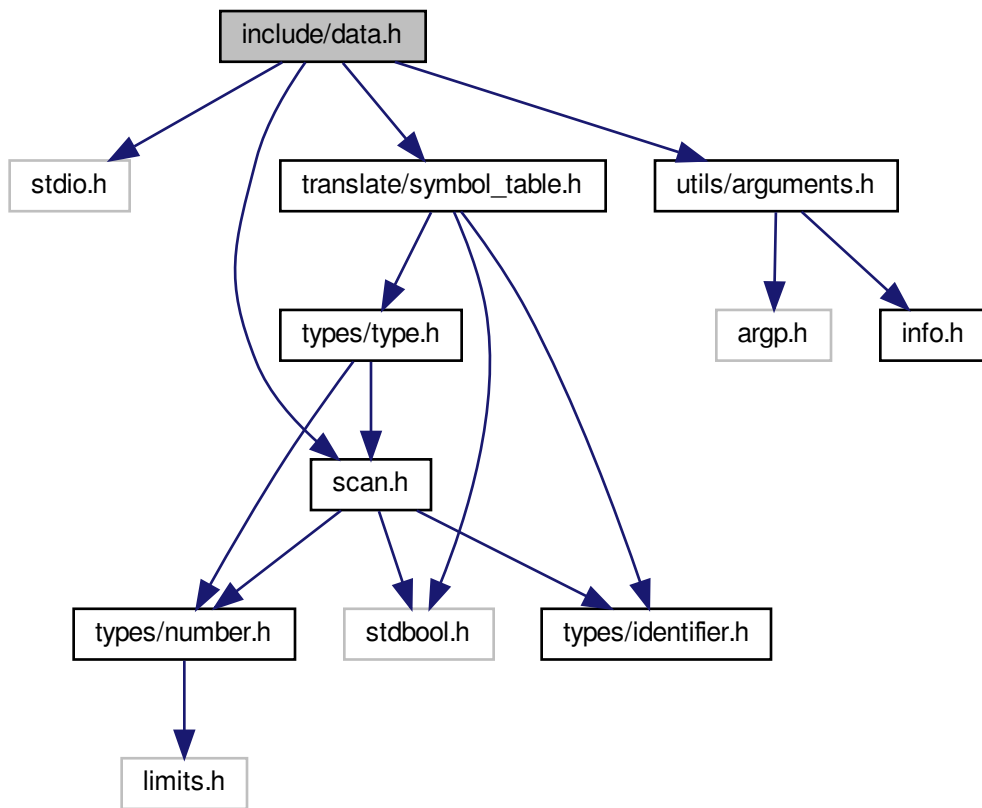 include/data.h
stdio.h
translate/symbol_table.h
utils/arguments.h
types/type.h
argp.h
info.h
scan.h
types/number.h
stdbool.h
types/identifier.h
limits.h